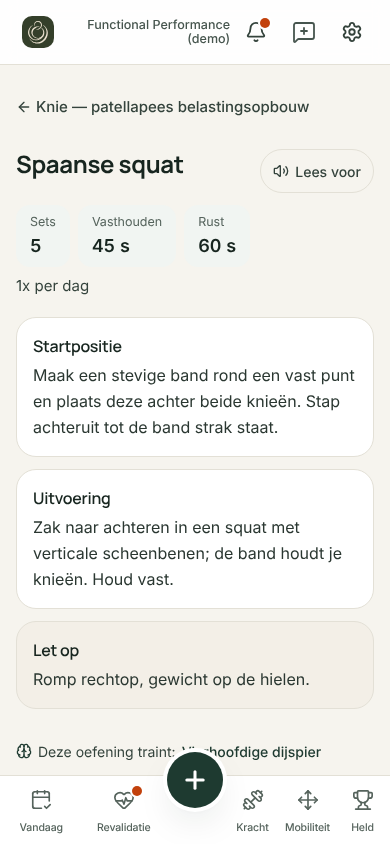 Functional Performance
(demo)
← Knie — patellapees belastingsopbouw
Spaanse squat
Lees voor
Sets
5
Vasthouden
45 s
Rust
60 s
1x per dag
Startpositie
Maak een stevige band rond een vast punt
en plaats deze achter beide knieën. Stap
achteruit tot de band strak staat.
Uitvoering
Zak naar achteren in een squat met
verticale scheenbenen; de band houdt je
knieën. Houd vast.
Let op
Romp rechtop, gewicht op de hielen.
Deze oefening traint: dijspier
Vandaag
Revalidatie
Kracht
Mobiliteit
Held